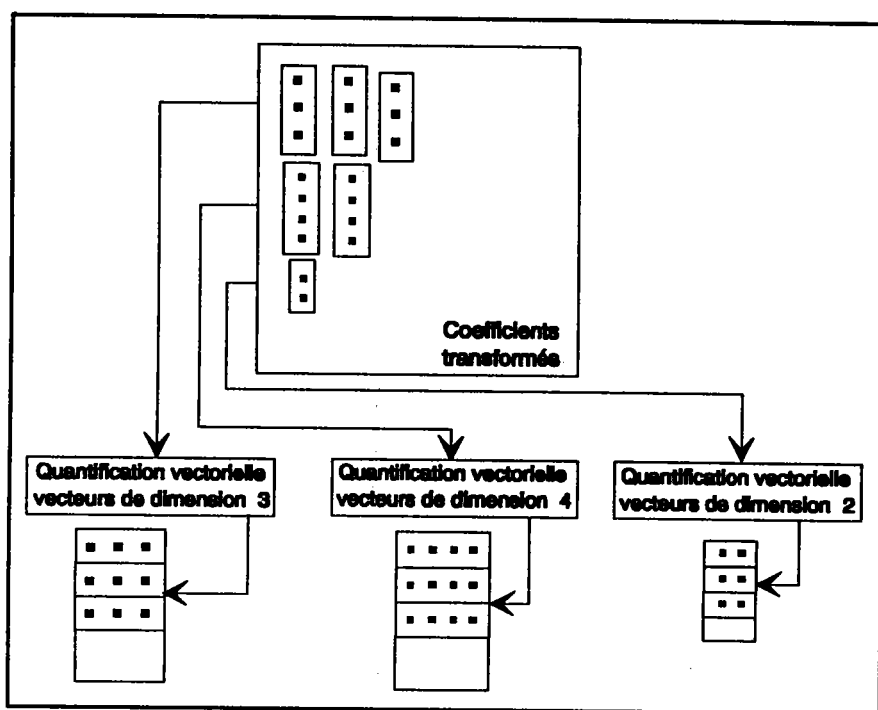 Coefficients
transformés
Quantification vectorielle
vecteurs de dimension 3
Quantification vectorielle
vecteurs de dimension 4
Quantification vectorielle
vecteurs de dimension 2